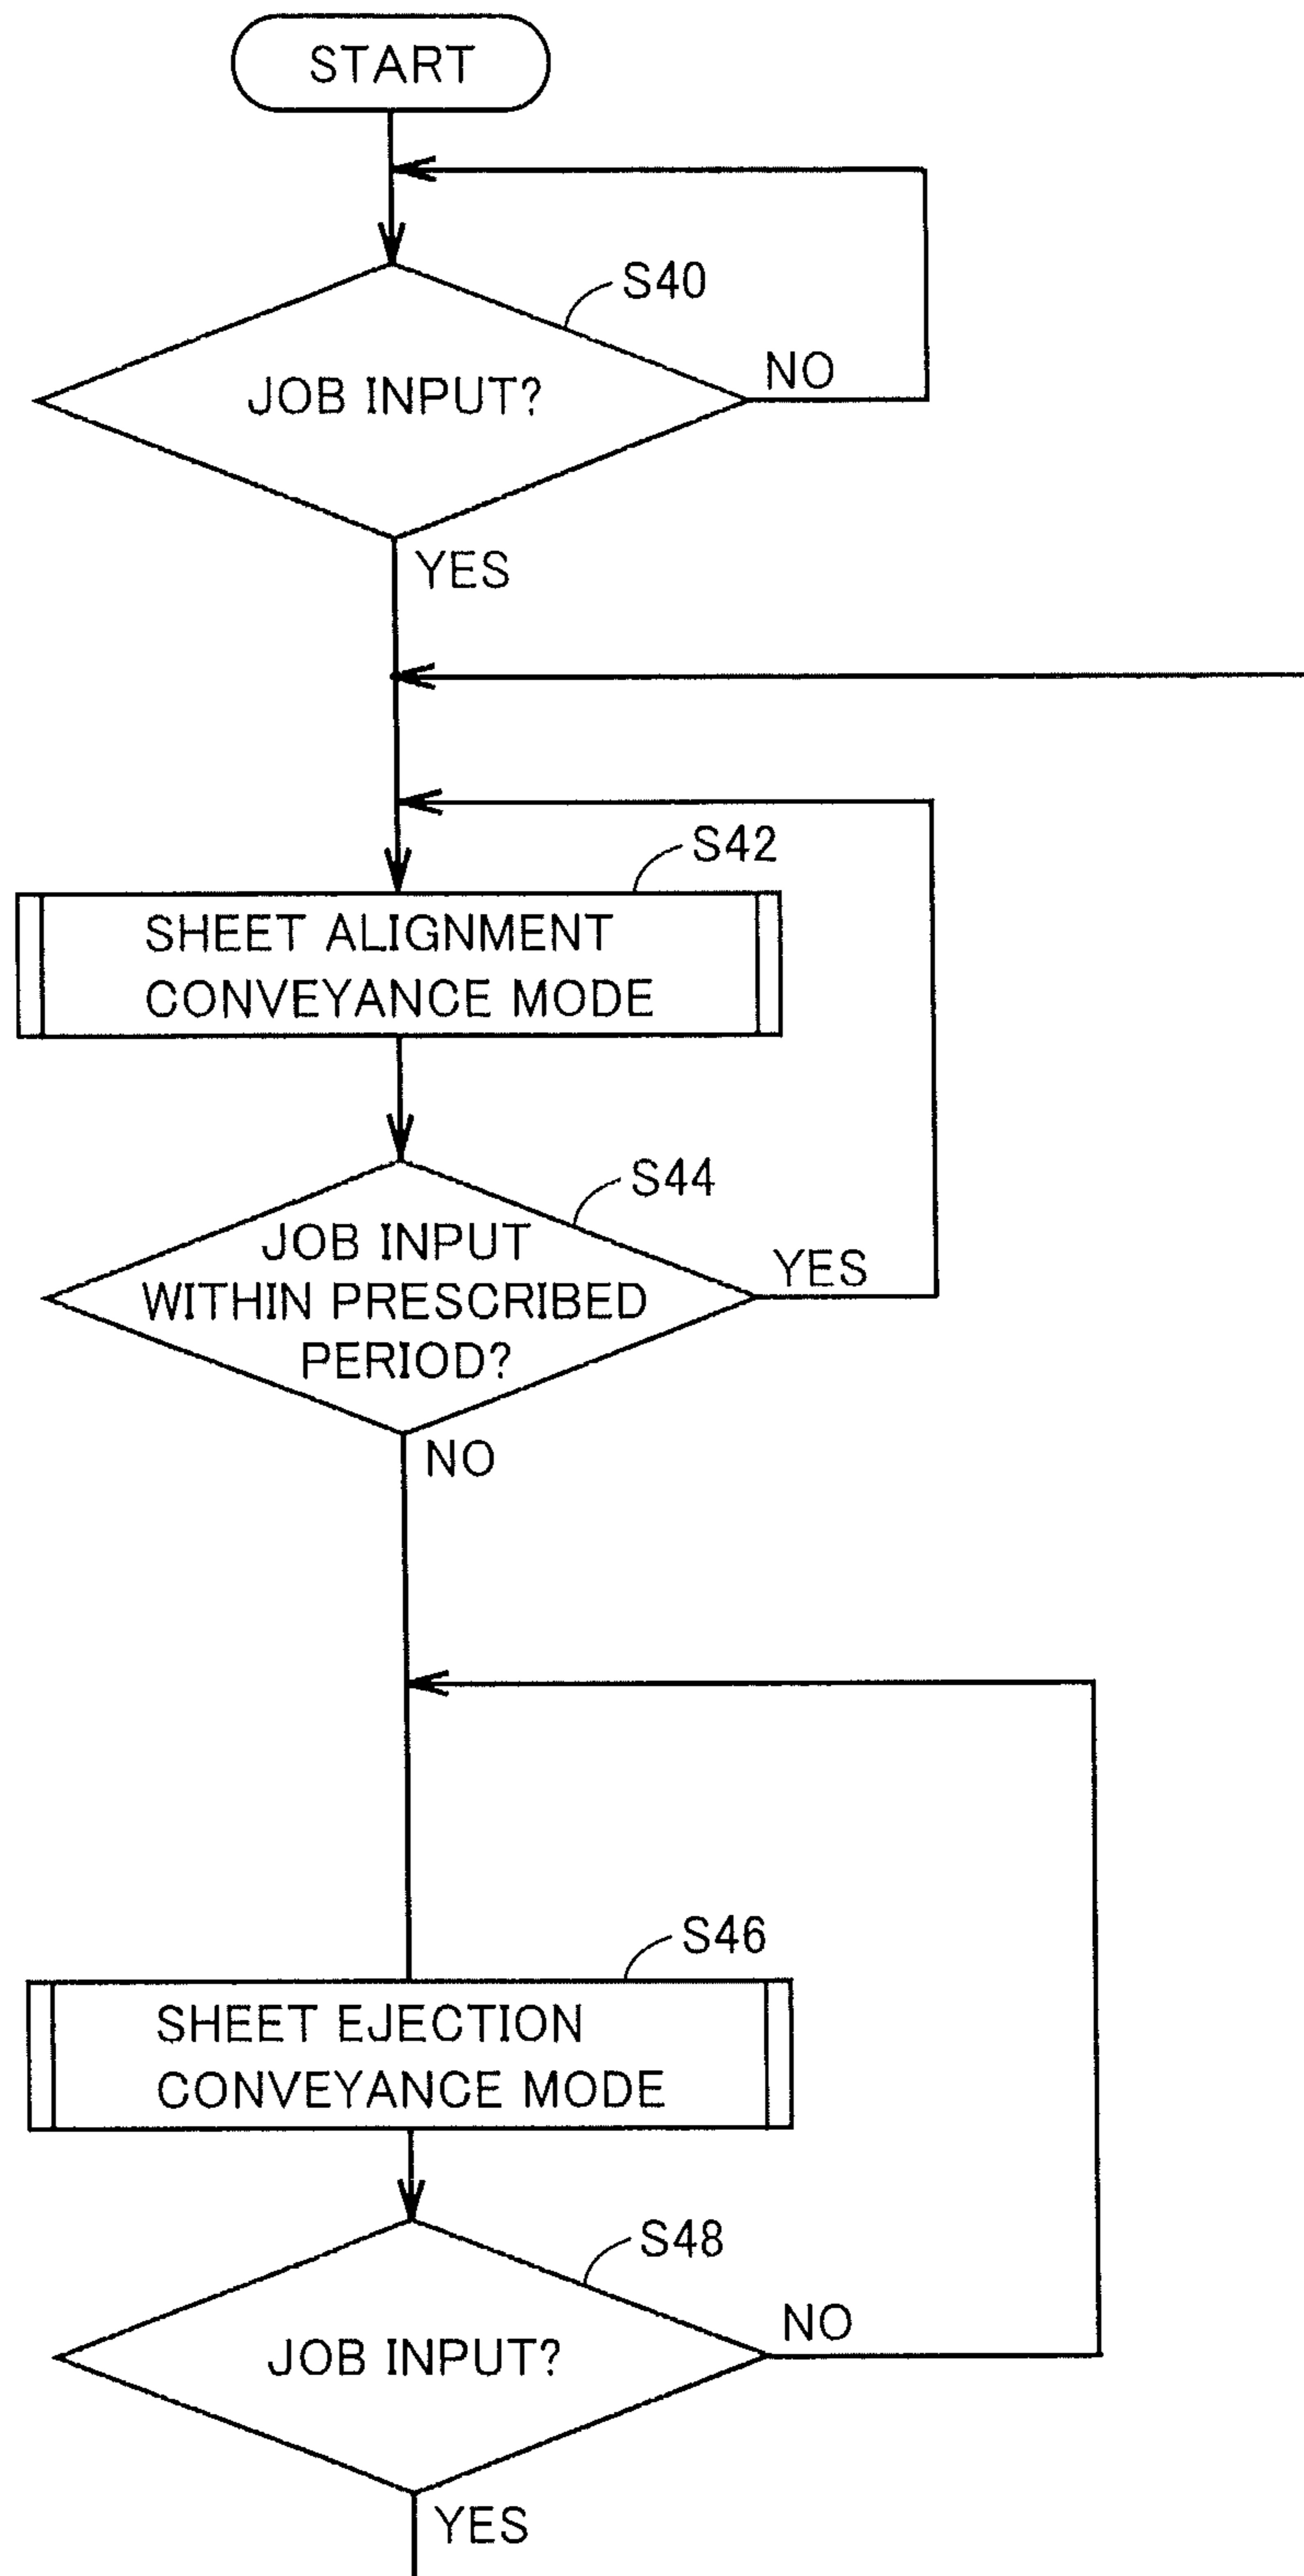 START
S40
JOB INPUT?
NO
YES
S42
SHEET ALIGNMENT
CONVEYANCE MODE
S44
JOB INPUT
WITHIN PRESCRIBED
PERIOD?
YES
NO
S46
SHEET EJECTION
CONVEYANCE MODE
S48
JOB INPUT?
NO
YES